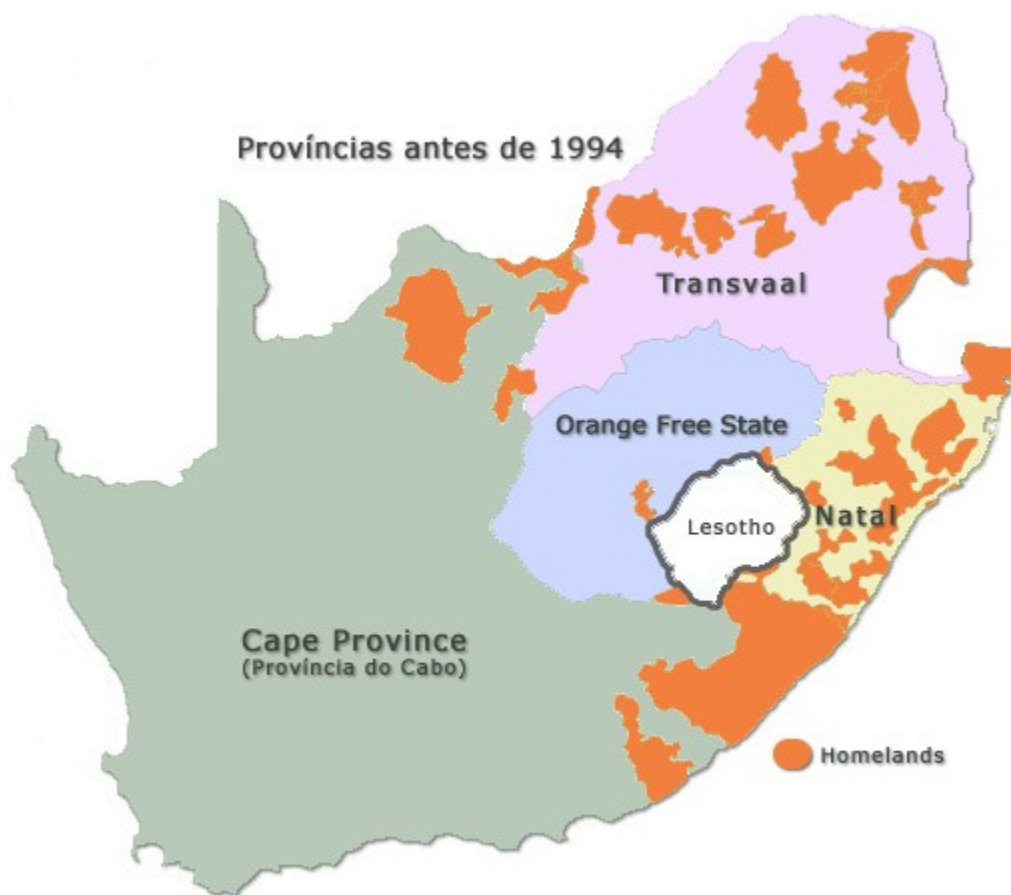 Províncias antes de 1994
Transvaal
Orange Free State
Natal
Lesotho
Cape Province
(Província do Cabo)
Homelands